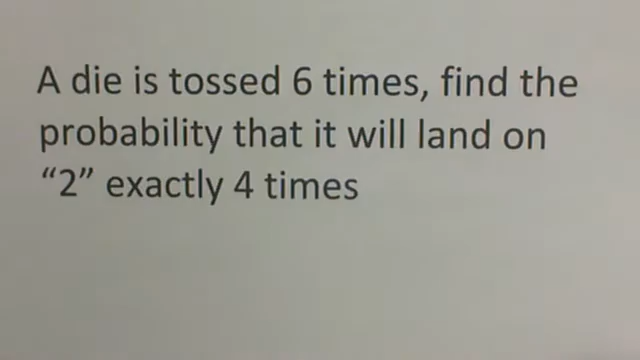 A die is tossed 6 times, find the
probability that it will land on
“2” exactly 4 times